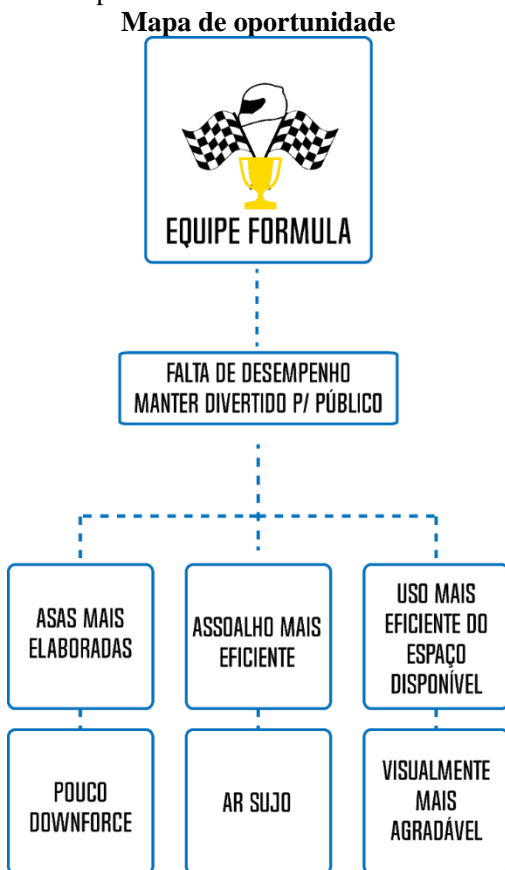 Mapa de oportunidade
EQUIPE FORMULA
FALTA DE DESEMPENHO
MANTER DIVERTIDO P/ PÚBLICO
ASAS MAIS
ELABORADAS
ASSOALHO MAIS
EFICIENTE
USO MAIS
EFICIENTE DO
ESPAÇO
DISPONÍVEL
POUCO
DOWNFORCE
AR SUJO
VISUALMENTE
MAIS
AGRADÁVEL